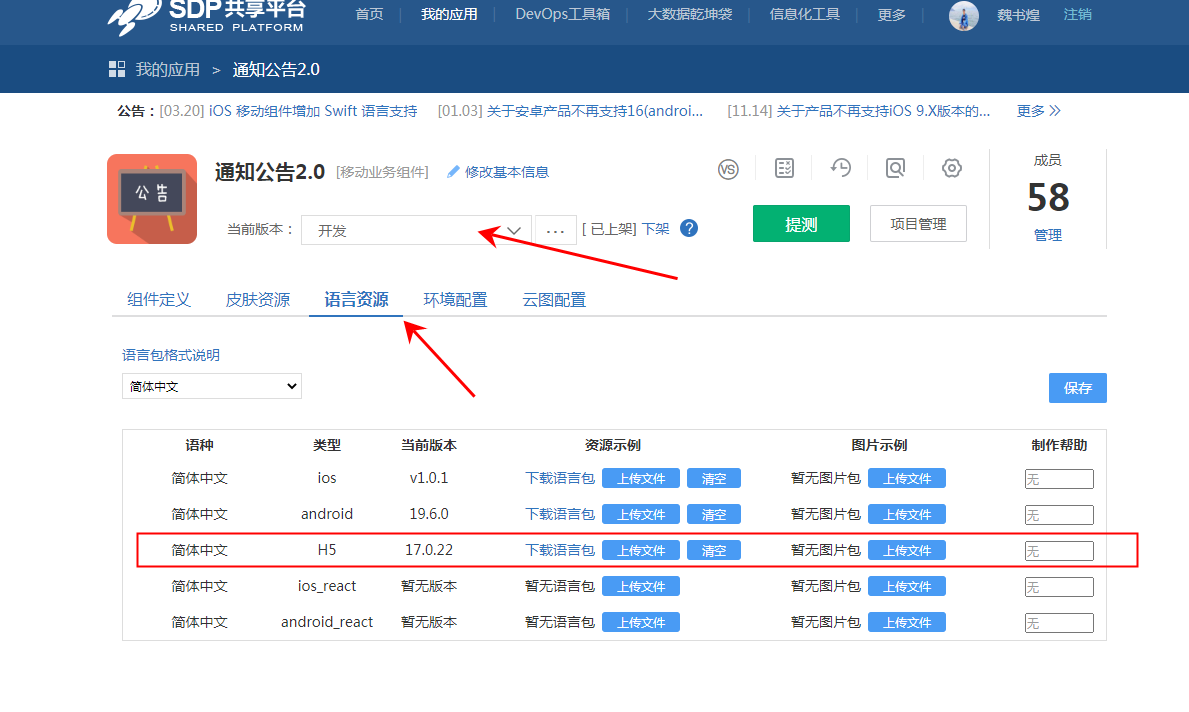 SDP共享平台
SHARED PLATFORM
首页 我的应用 DevOps工具箱 大数据乾坤袋 信息化工具 更多 魏书煌 注销
我的应用 > 通知公告2.0
公告：[03.20] iOS 移动组件增加 Swift 语言支持 [01.03] 关于安卓产品不再支持16(androi... [11.14] 关于产品不再支持iOS 9.X版本的... 更多
公告
通知公告2.0 [移动业务组件] 修改基本信息
VS
成员
58
管理
当前版本： 开发 ... [ 已上架] 下架 ?
提测 项目管理
组件定义 皮肤资源 语言资源 环境配置 云图配置
语言包格式说明
简体中文 保存
语种 类型 当前版本 资源示例 图片示例 制作帮助
简体中文 ios v1.0.1 下载语言包 上传文件 清空 暂无图片包 上传文件 无
简体中文 android 19.6.0 下载语言包 上传文件 清空 暂无图片包 上传文件 无
简体中文 H5 17.0.22 下载语言包 上传文件 清空 暂无图片包 上传文件 无
简体中文 ios_react 暂无版本 暂无语言包 上传文件 暂无图片包 上传文件 无
简体中文 android_react 暂无版本 暂无语言包 上传文件 暂无图片包 上传文件 无